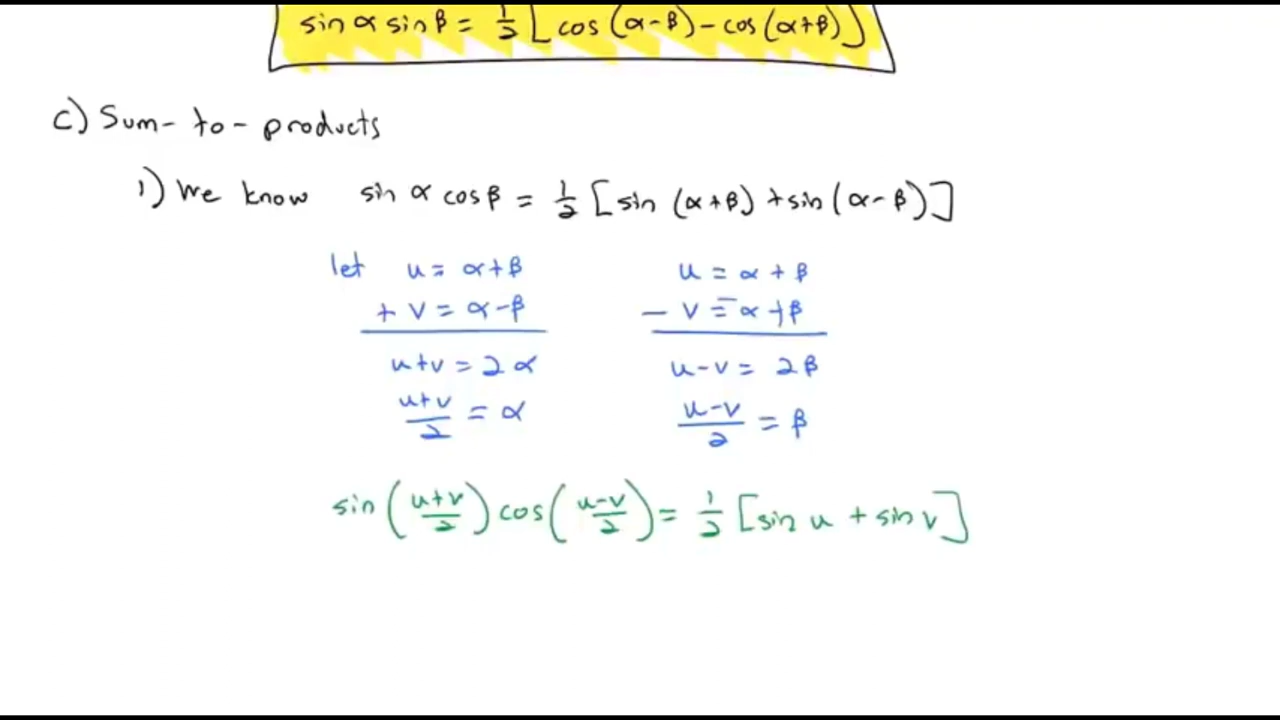 sin α sin β = 1/2 [cos (α-β) - cos (α+β)]
C) Sum-to-products
1) We know sin α cos β = 1/2 [sin (α+β) + sin (α-β)]
let u = α+β u = α+β
+ v = α-β - v = -α+β
u+v = 2α u-v = 2β
(u+v)/2 = α (u-v)/2 = β
sin((u+v)/2) cos((u-v)/2) = 1/2 [sin u + sin v]